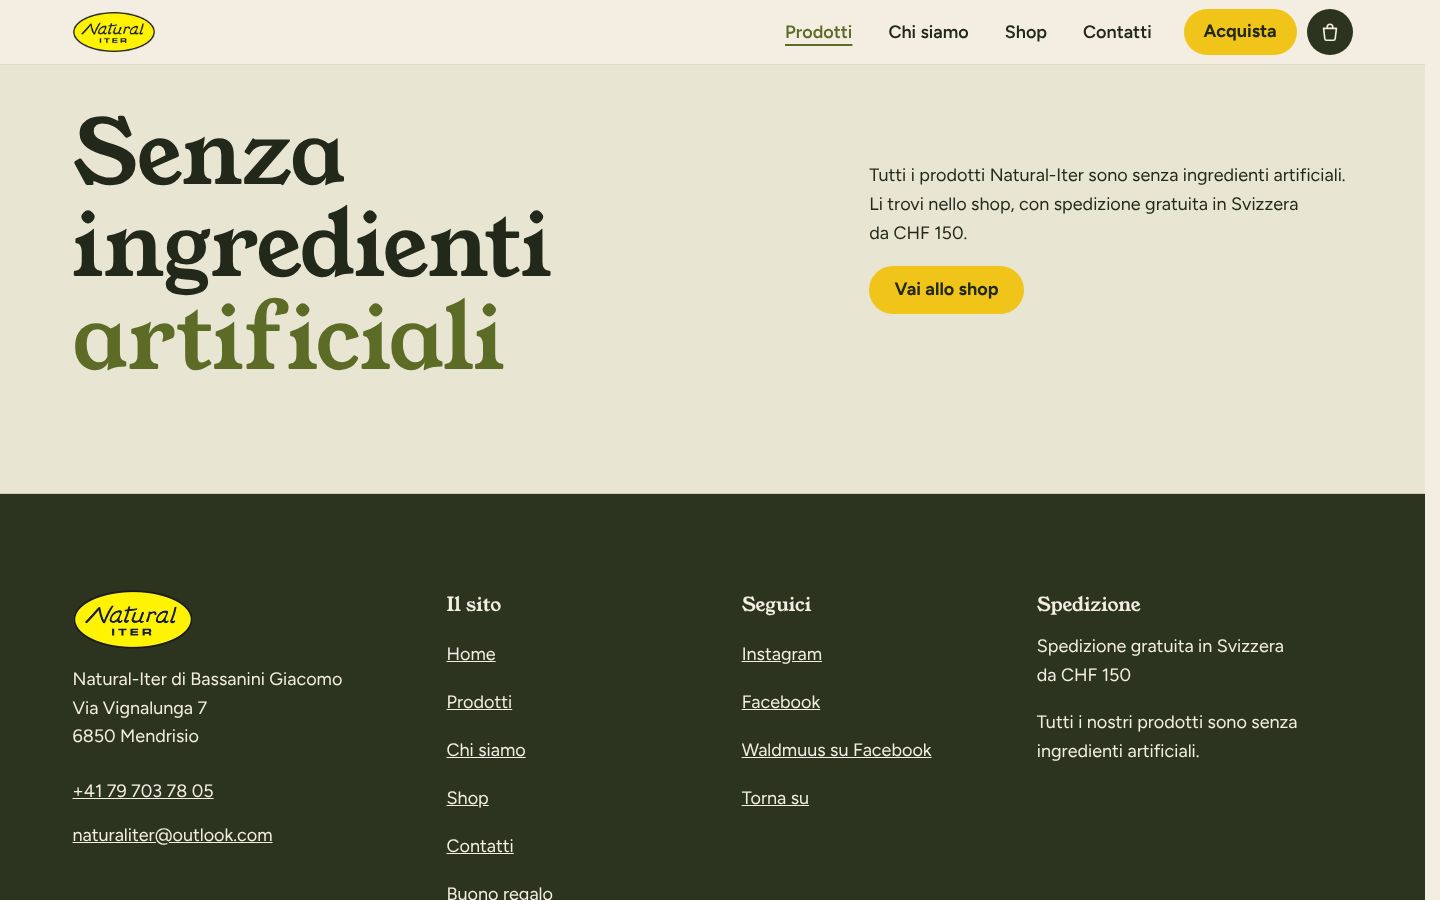 Natural
ITER
Prodotti
Chi siamo
Shop
Contatti
Acquista
Senza
ingredienti
artificiali
Tutti i prodotti Natural-Iter sono senza ingredienti artificiali.
Li trovi nello shop, con spedizione gratuita in Svizzera
da CHF 150.
Vai allo shop
Natural
ITER
Natural-Iter di Bassanini Giacomo
Via Vignalunga 7
6850 Mendrisio
+41 79 703 78 05
naturaliter@outlook.com
Il sito
Home
Prodotti
Chi siamo
Shop
Contatti
Buono regalo
Seguici
Instagram
Facebook
Waldmuus su Facebook
Torna su
Spedizione
Spedizione gratuita in Svizzera
da CHF 150
Tutti i nostri prodotti sono senza
ingredienti artificiali.